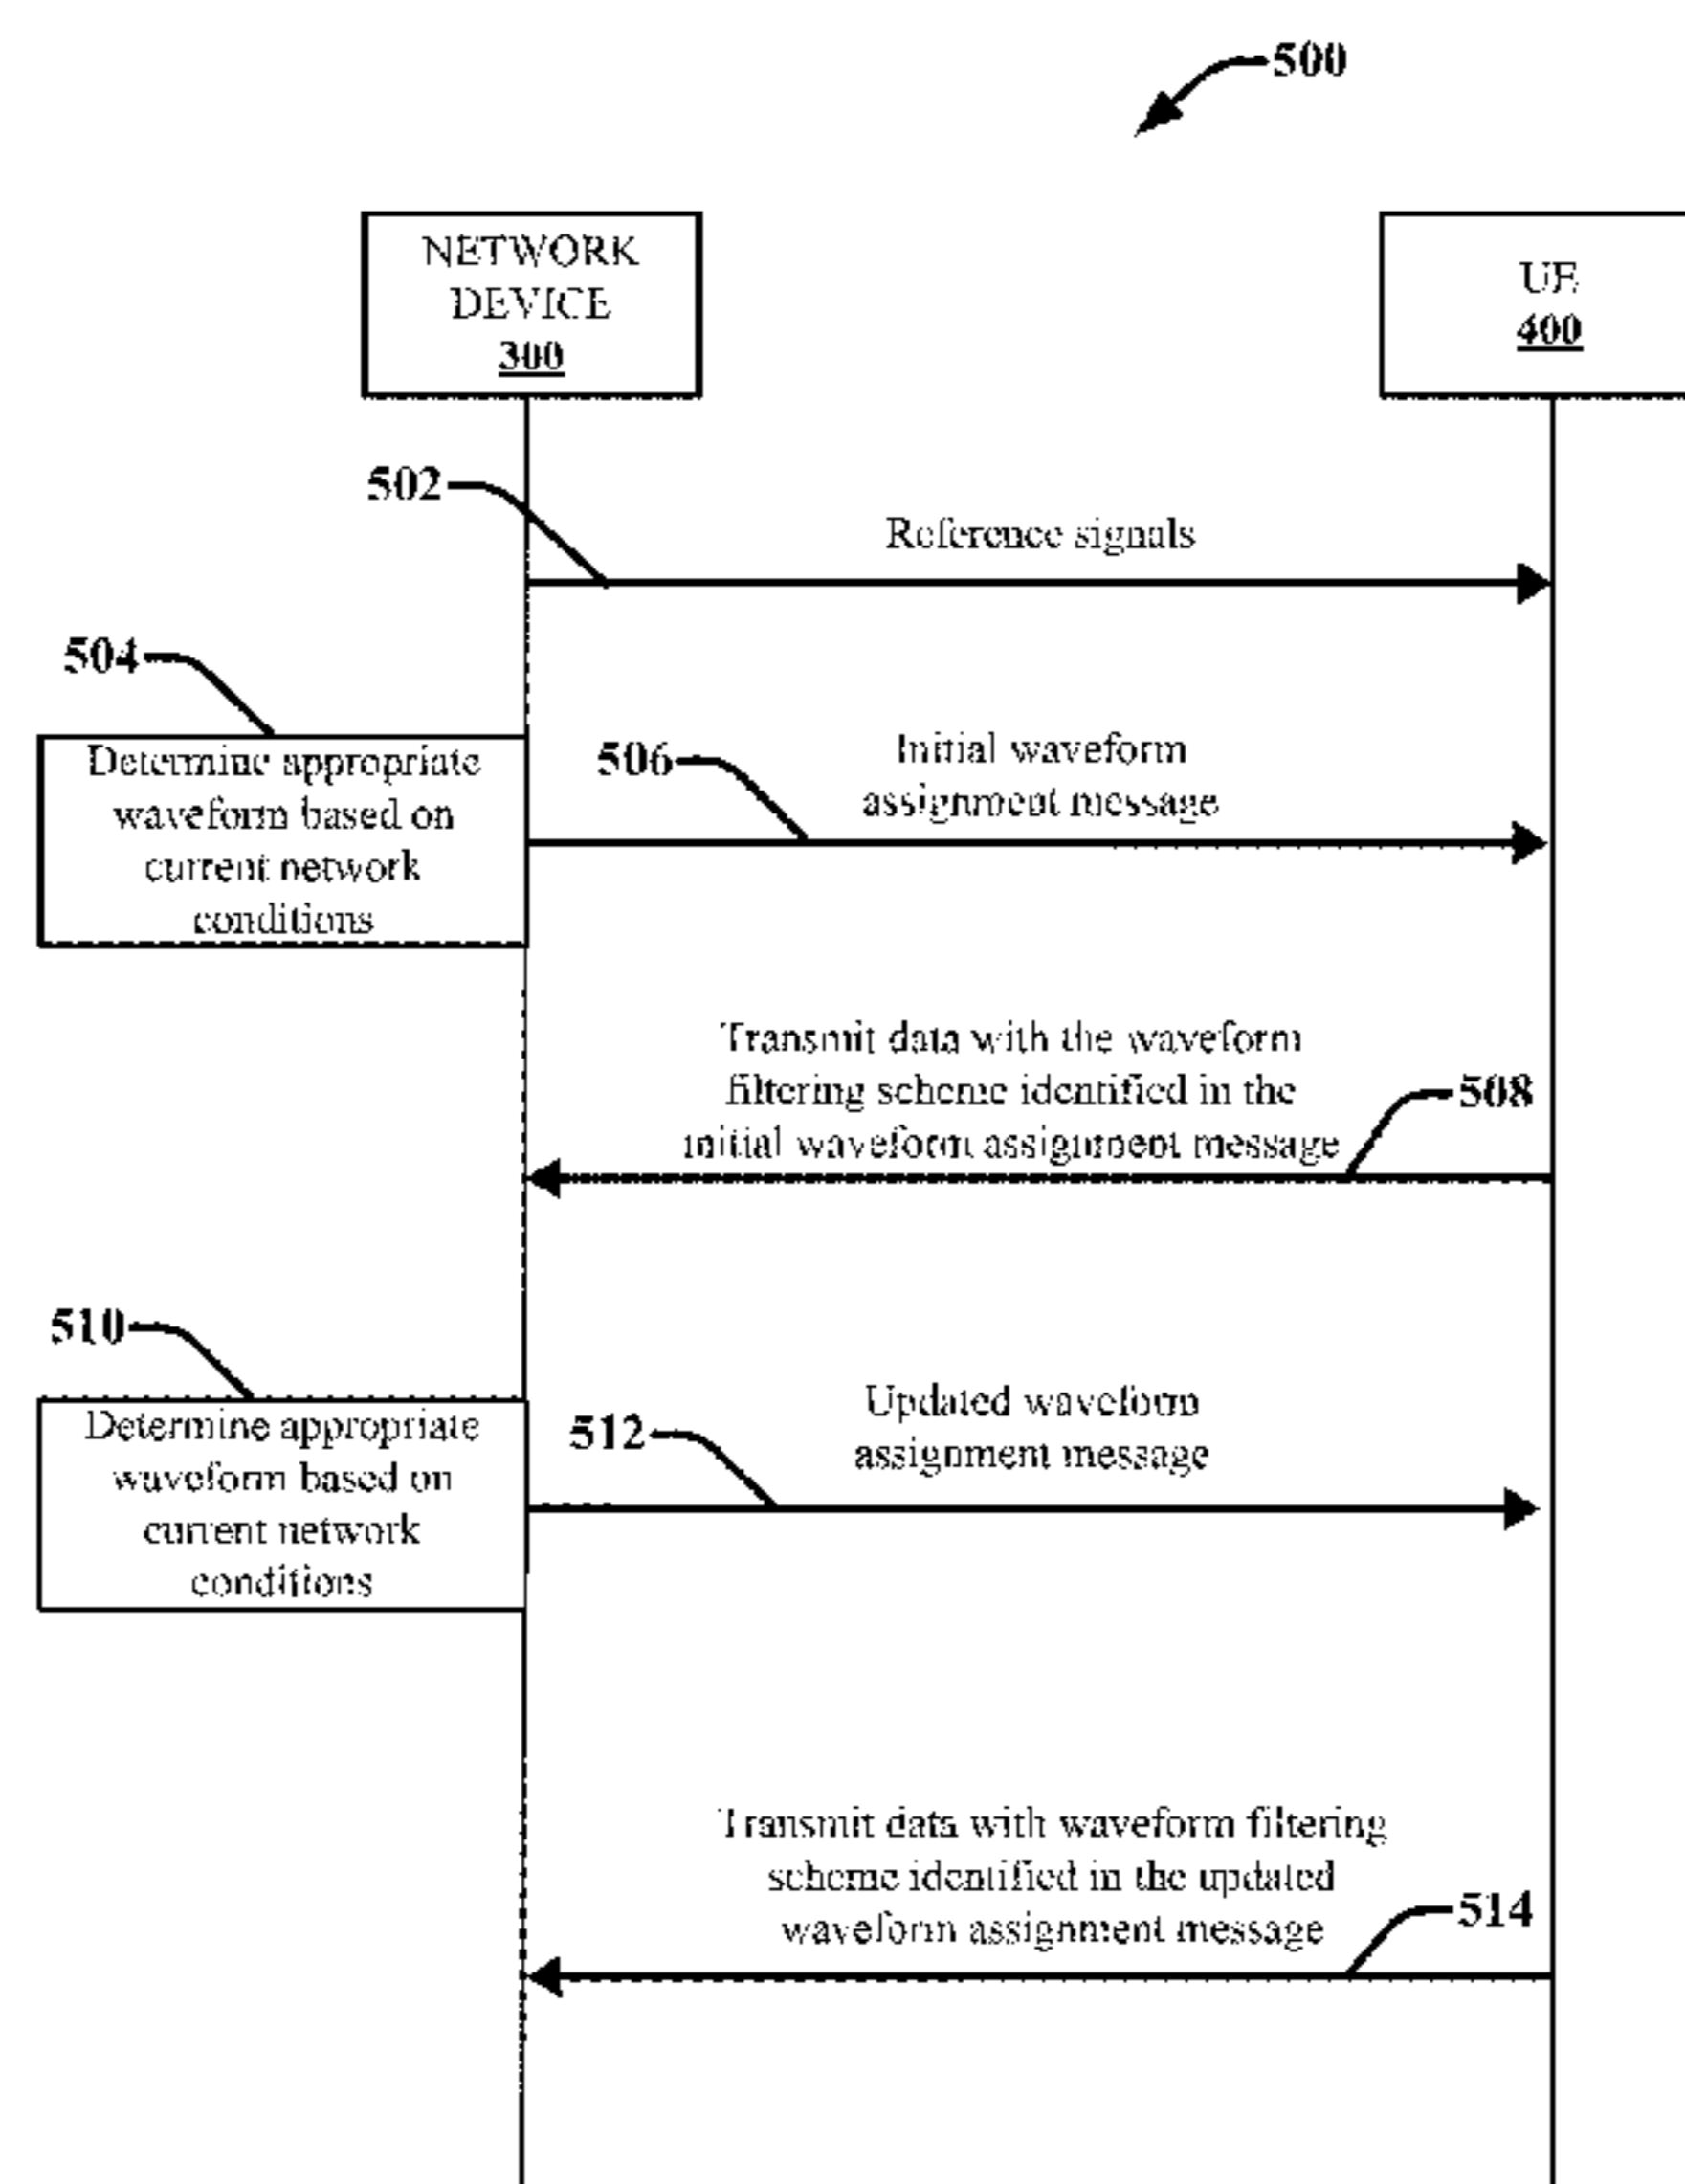 500
NETWORK
DEVICE
300
UE
400
502
Reference signals
504
Determine appropriate
waveform based on
current network
conditions
506
Initial waveform
assignment message
Transmit data with the waveform
filtering scheme identified in the
initial waveform assignment message
508
510
Determine appropriate
waveform based on
current network
conditions
512
Updated waveform
assignment message
Transmit data with waveform filtering
scheme identified in the updated
waveform assignment message
514